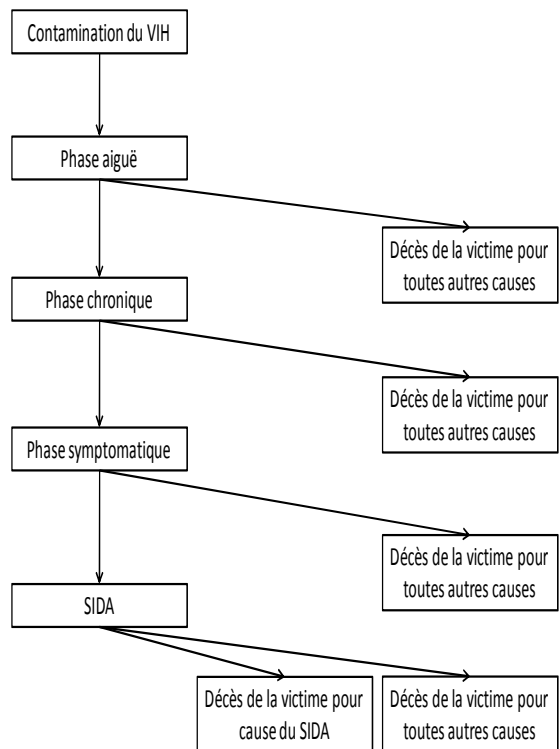 Contamination du VIH
Phase aiguë
Décès de la victime pour
toutes autres causes
Phase chronique
Décès de la victime pour
toutes autres causes
Phase symptomatique
Décès de la victime pour
toutes autres causes
SIDA
Décès de la victime pour
cause du SIDA
Décès de la victime pour
toutes autres causes